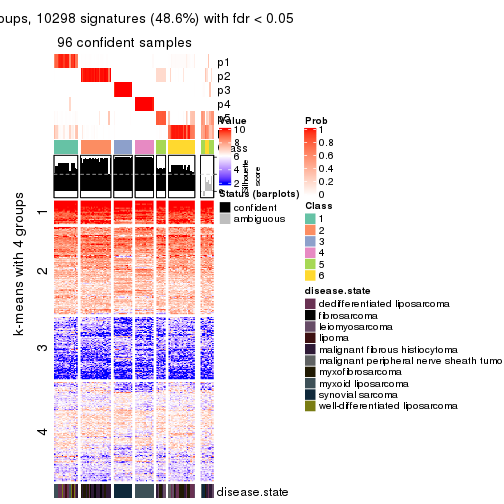 oups, 10298 signatures (48.6%) with fdr < 0.05
96 confident samples
p1
p2
p3
p4
Class
k-means with 4 groups
1
2
3
4
disease.state
Value
10
8
6
4
2
Silhouette
score
Status (barplots)
confident
ambiguous
Prob
1
0.8
0.6
0.4
0.2
0
Class
1
2
3
4
5
6
disease.state
dedifferentiated liposarcoma
fibrosarcoma
leiomyosarcoma
lipoma
malignant fibrous histiocytoma
malignant peripheral nerve sheath tumo
myxofibrosarcoma
myxoid liposarcoma
synovial sarcoma
well-differentiated liposarcoma